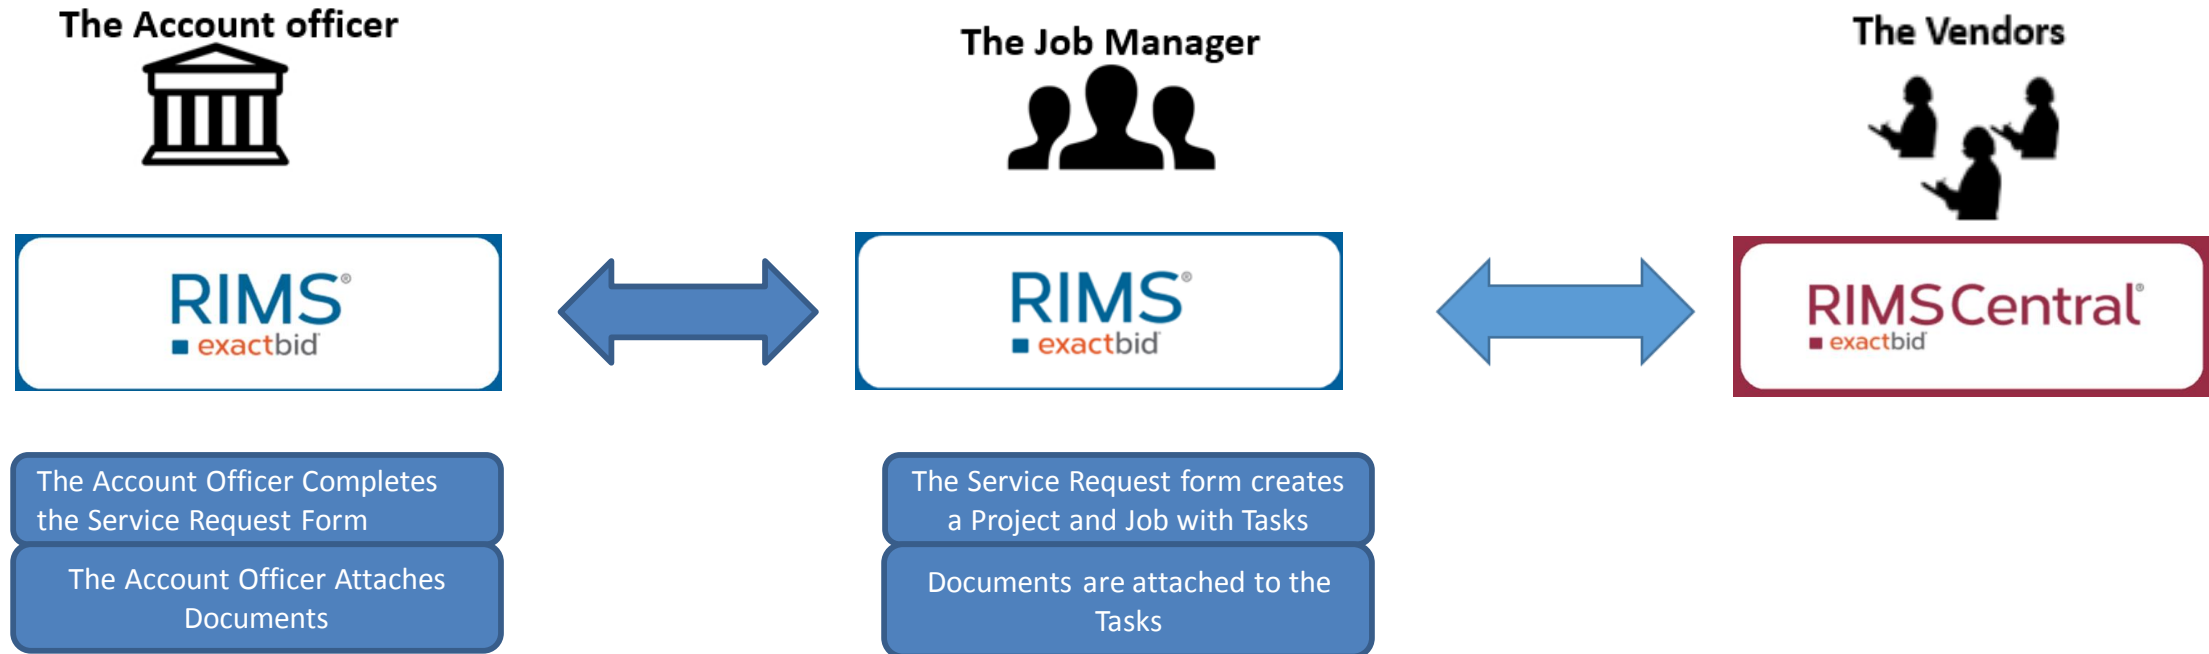 The Account officer
The Job Manager
The Vendors
RIMS®
exactbid
RIMS®
exactbid
RIMS Central®
exactbid
The Account Officer Completes
the Service Request Form
The Account Officer Attaches
Documents
The Service Request form creates
a Project and Job with Tasks
Documents are attached to the
Tasks